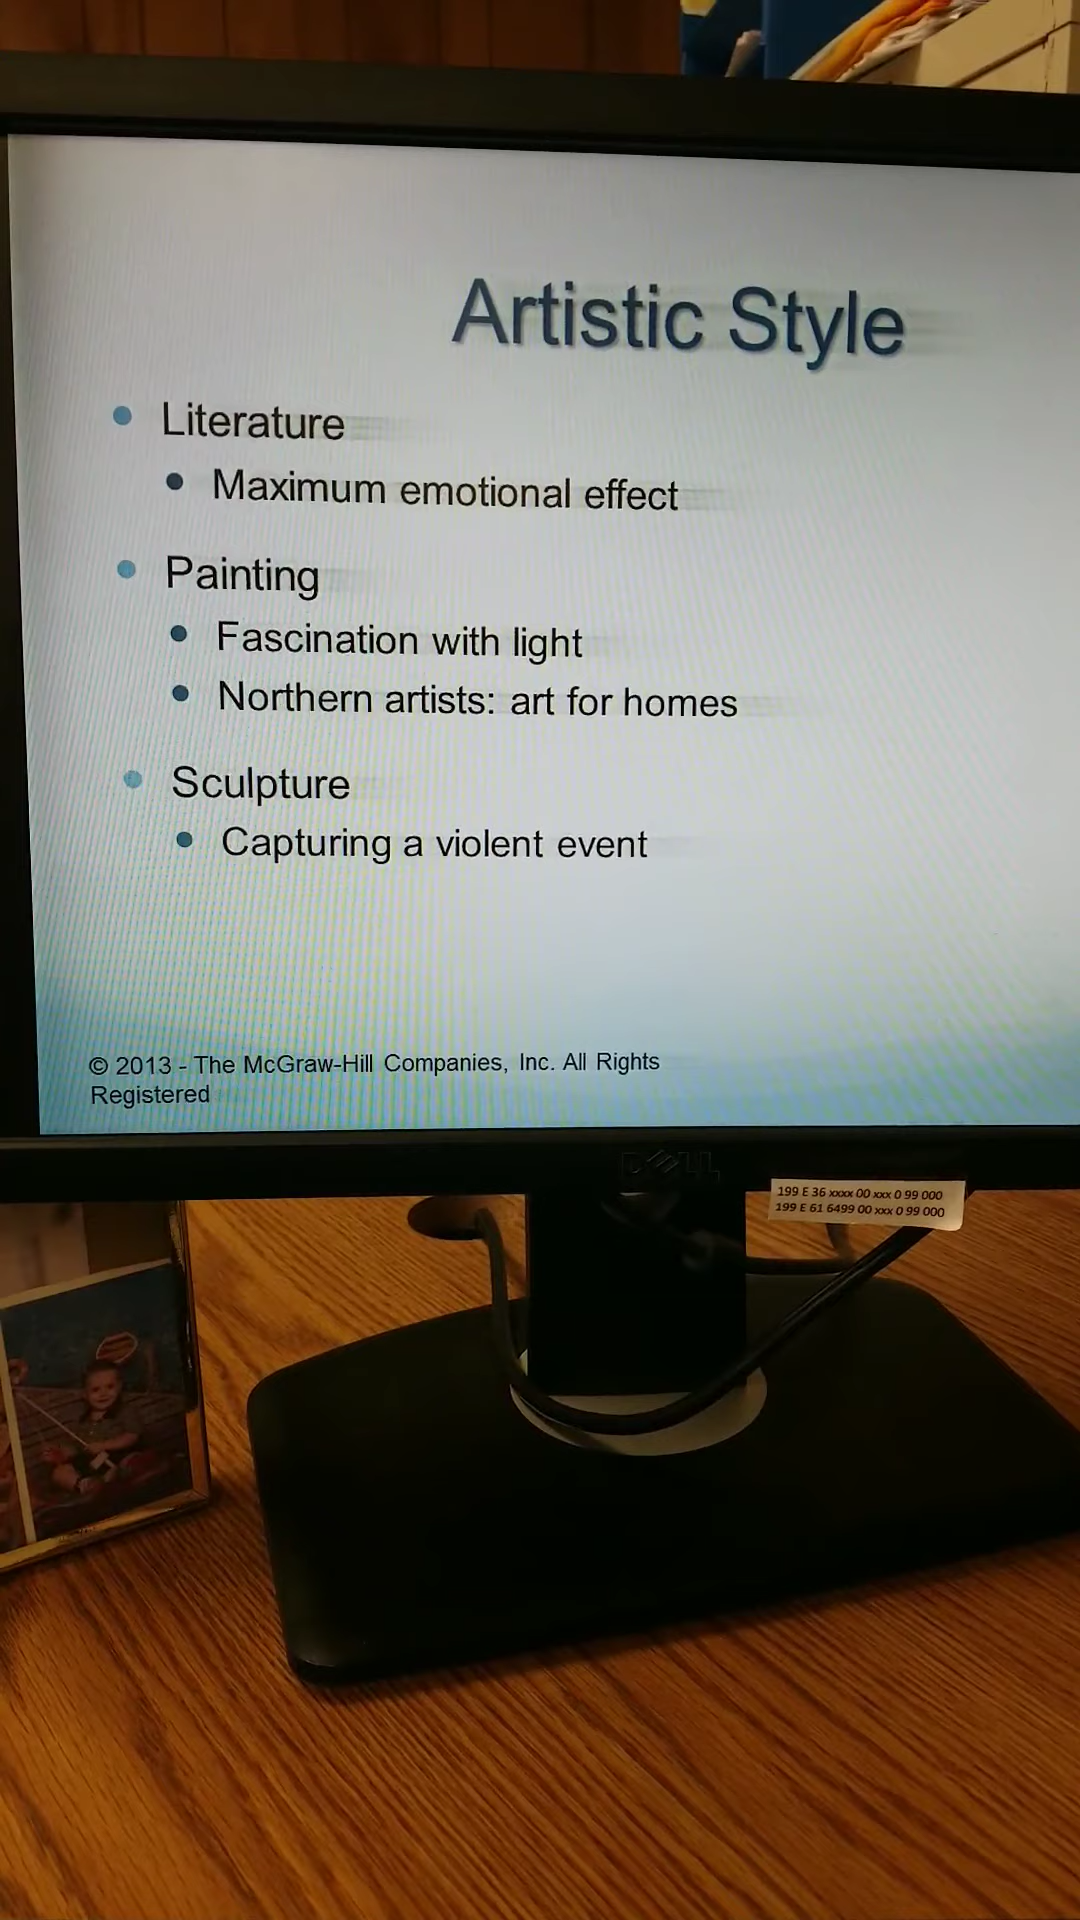 Artistic Style
Literature
Maximum emotional effect
Painting
Fascination with light
Northern artists: art for homes
Sculpture
Capturing a violent event
© 2013 - The McGraw-Hill Companies, Inc. All Rights
Registered
DELL
199 E 36 xxxx 00 xxx 0 99 000
199 E 61 6499 00 xxx 0 99 000